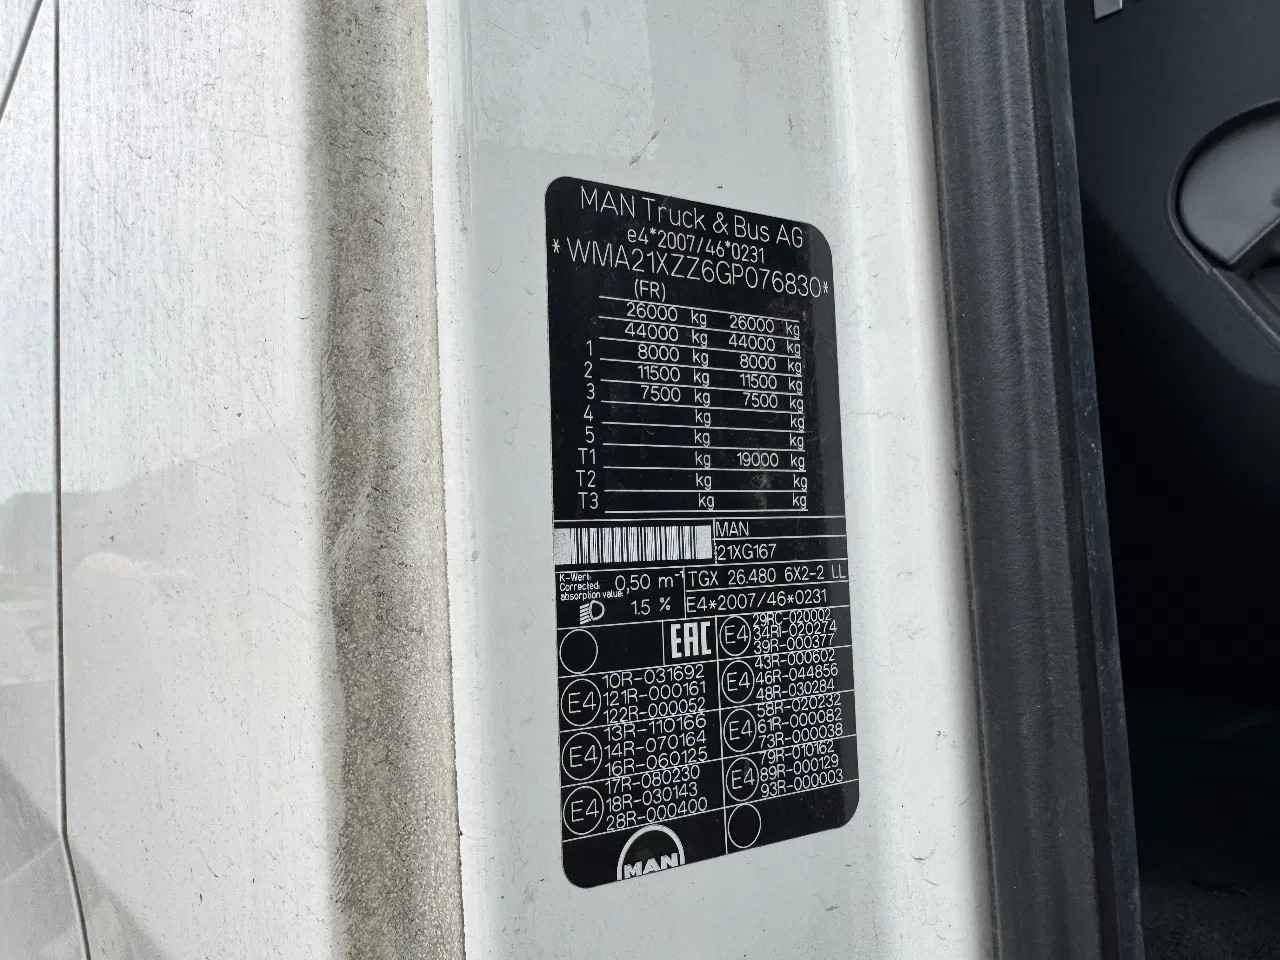 MAN Truck & Bus AG
e4*2007/46*0231
*WMA21XZZ6GP076830*
(FR)
26000 kg 26000 kg
44000 kg 44000 kg
1 8000 kg 8000 kg
2 11500 kg 11500 kg
3 7500 kg 7500 kg
4 kg kg
5 kg kg
T1 kg 19000 kg
T2 kg kg
T3 kg kg
MAN
21XG167
K-Wert:
Corrected
absorption value: 0,50 m⁻¹
TGX 26.480 6X2-2 LL
1.5 %
E4*2007/46*0231
EAC
E4
29RC-020002
34RI-020274
39R-000377
E4
10R-031692
121R-000161
122R-000052
E4
43R-000602
46R-044856
48R-030284
E4
13R-110166
14R-070164
16R-060125
E4
58R-020232
61R-000082
73R-000038
E4
17R-080230
18R-030143
28R-000400
E4
79R-010162
89R-000129
93R-000003
MAN